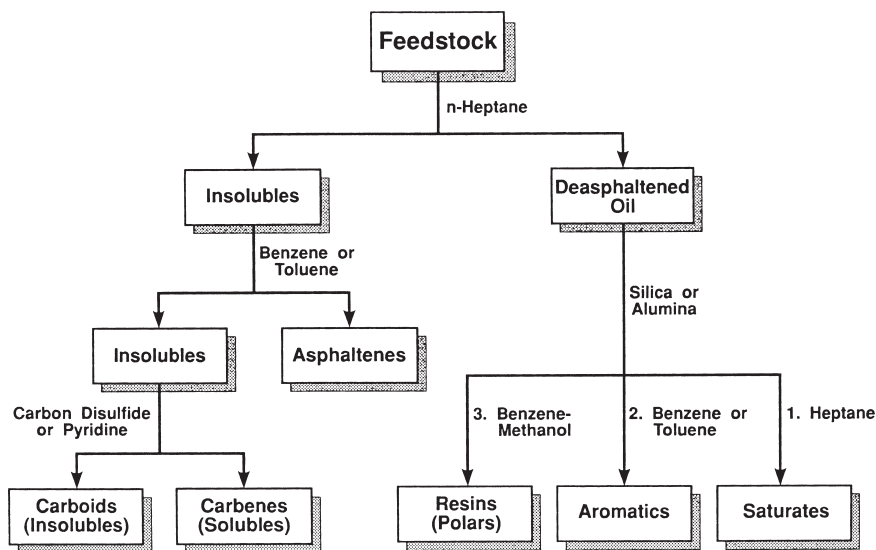 Feedstock
n-Heptane
Insolubles
Deasphaltened
Oil
Benzene or
Toluene
Silica or
Alumina
Insolubles
Asphaltenes
Carbon Disulfide
or Pyridine
3. Benzene-
Methanol
2. Benzene or
Toluene
1. Heptane
Carboids
(Insolubles)
Carbenes
(Solubles)
Resins
(Polars)
Aromatics
Saturates